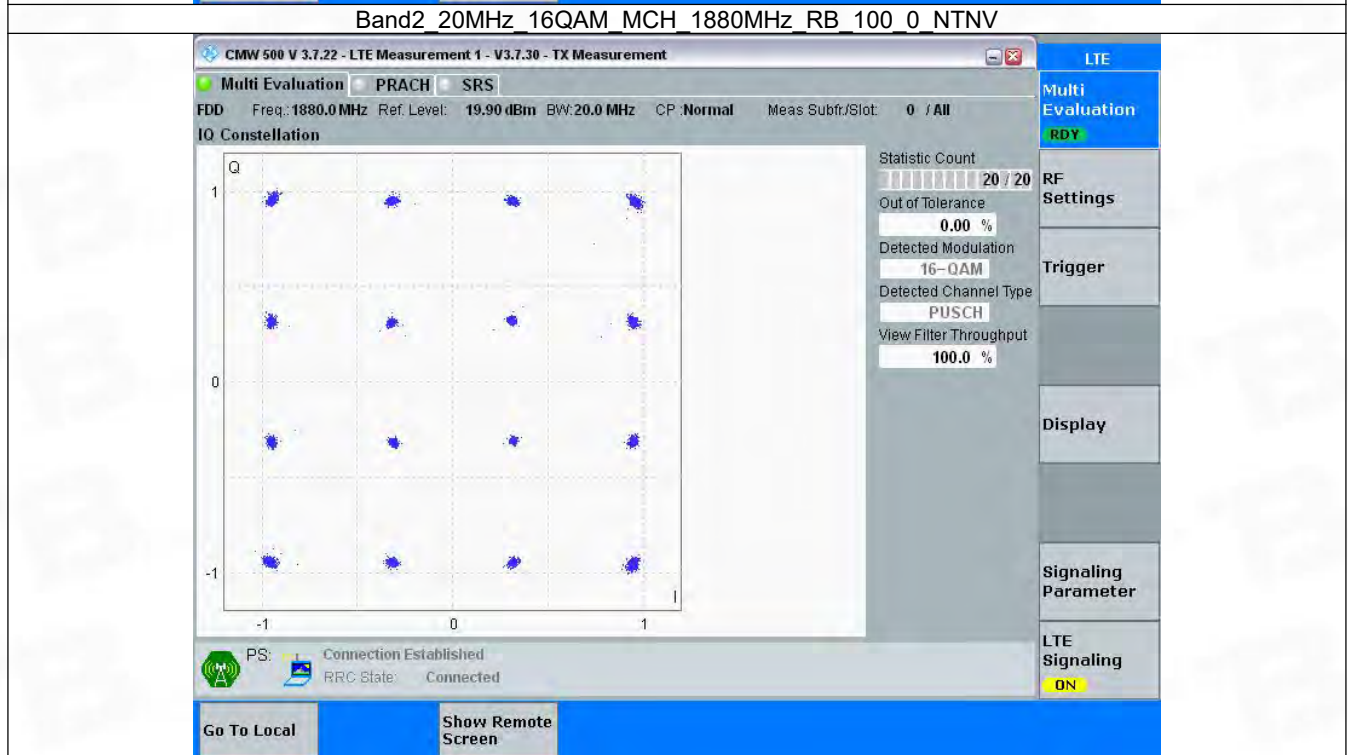 Band2_20MHz_16QAM_MCH_1880MHz_RB_100_0_NTNV
CMW 500 V 3.7.22 - LTE Measurement 1 - V3.7.30 - TX Measurement
LTE
Multi Evaluation PRACH SRS
FDD Freq.: 1880.0 MHz Ref. Level: 19.90 dBm BW: 20.0 MHz CP : Normal Meas Subfr./Slot: 0 / All
IQ Constellation
Q
1
0
-1
I
-1 0 1
Statistic Count
20 / 20
Out of Tolerance
0.00 %
Detected Modulation
16-QAM
Detected Channel Type
PUSCH
View Filter Throughput
100.0 %
Multi
Evaluation
RDY
RF
Settings
Trigger
Display
Signaling
Parameter
LTE
Signaling
ON
PS: Connection Established
RRC State: Connected
Go To Local
Show Remote
Screen